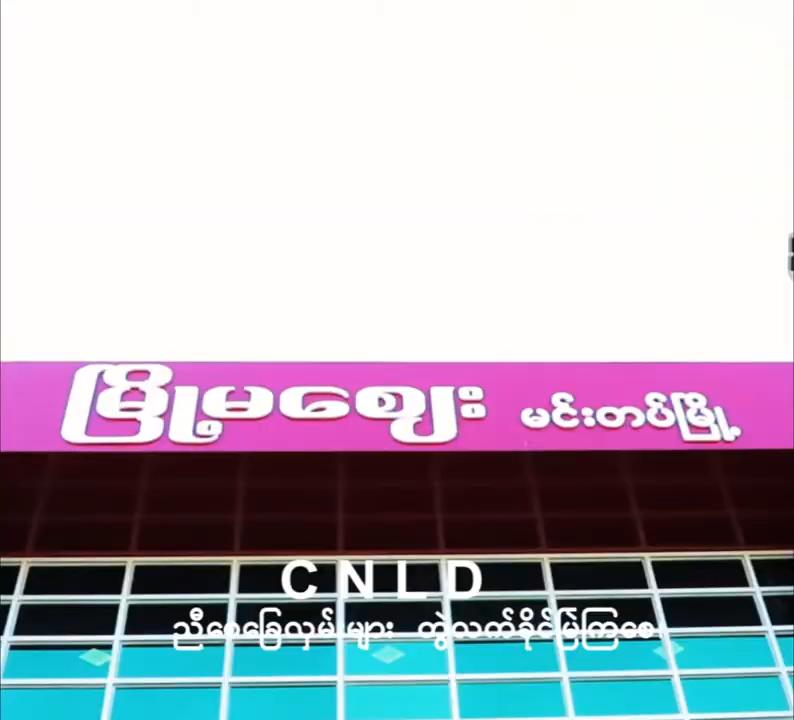 မြို့မဈေး မင်းတပ်မြို့
CNLD
ညီစေခြေလှမ်းများ တွဲလက်ခိုင်မြဲကြစေ